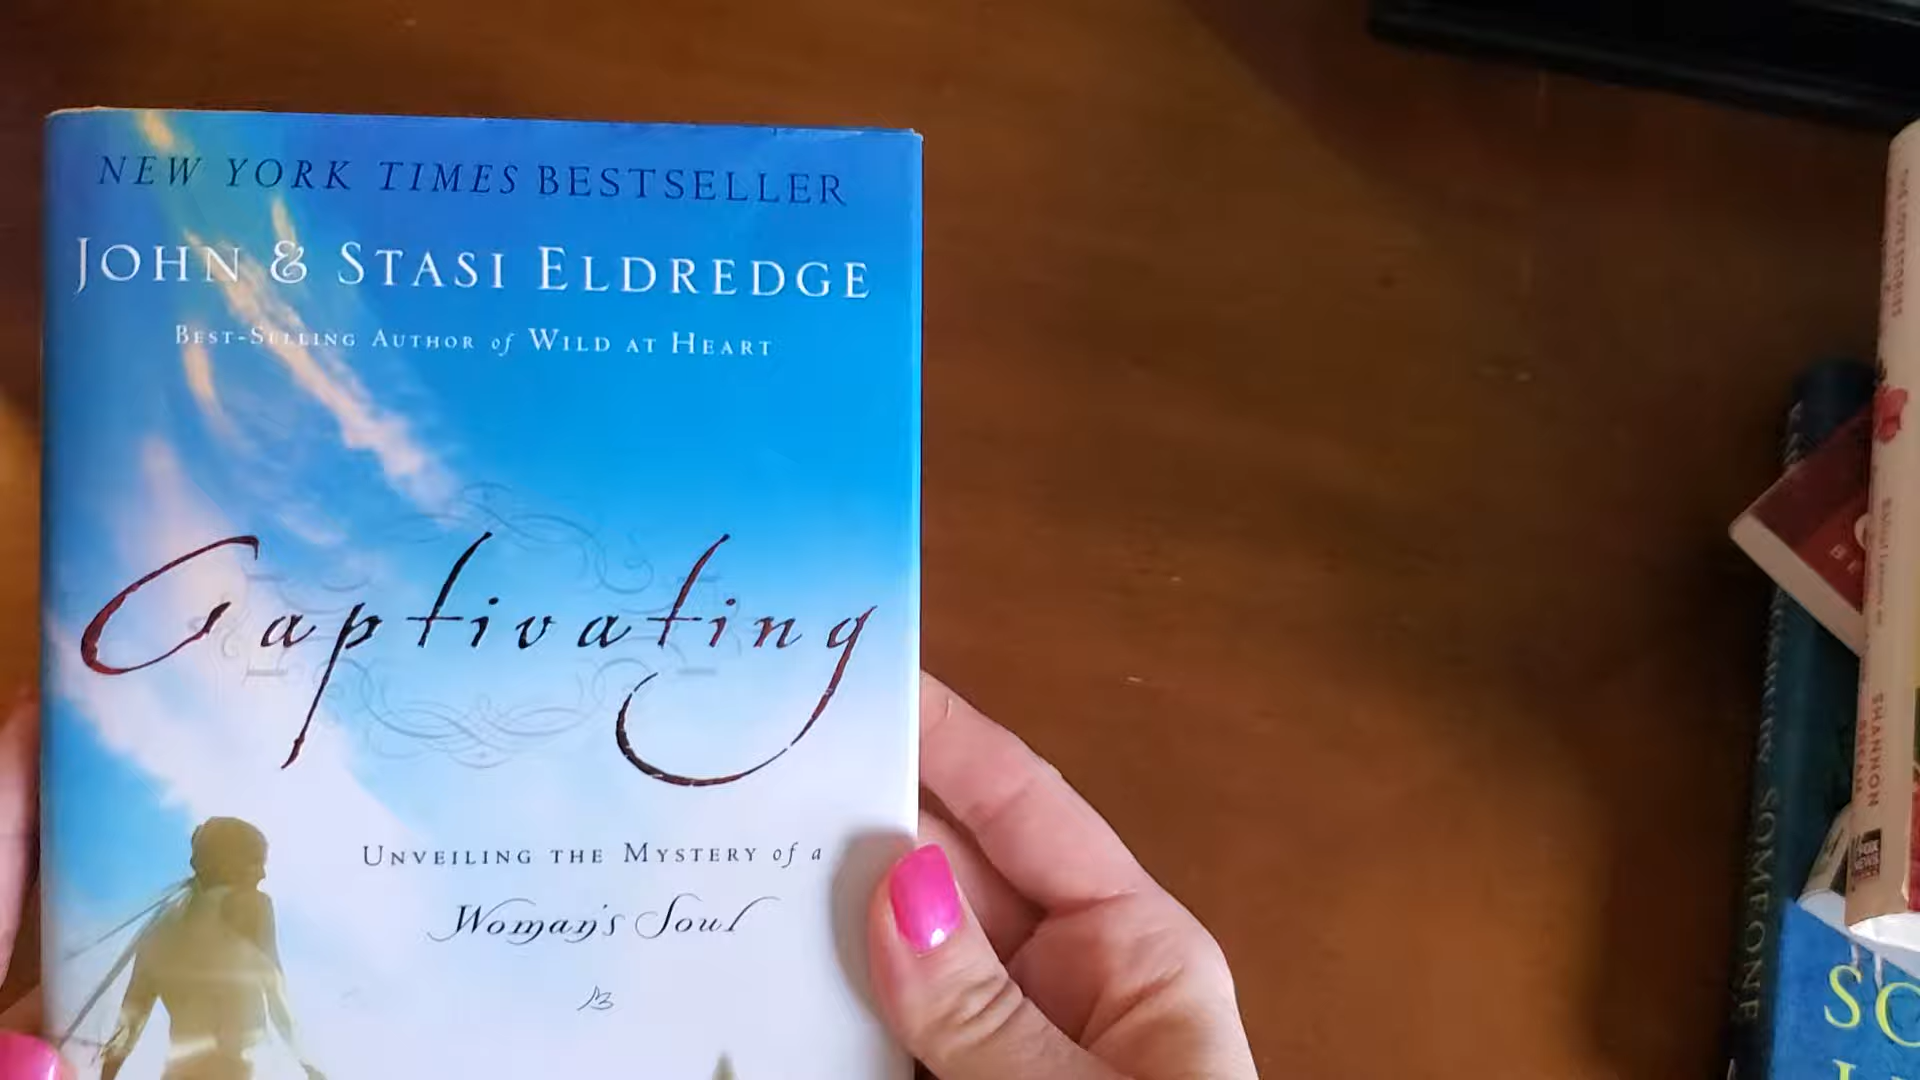 NEW YORK TIMES BESTSELLER
JOHN & STASI ELDREDGE
BEST-SELLING AUTHOR of WILD AT HEART
Captivating
UNVEILING THE MYSTERY of a
Woman's Soul
SHANNON
BREAM
SOMEONE